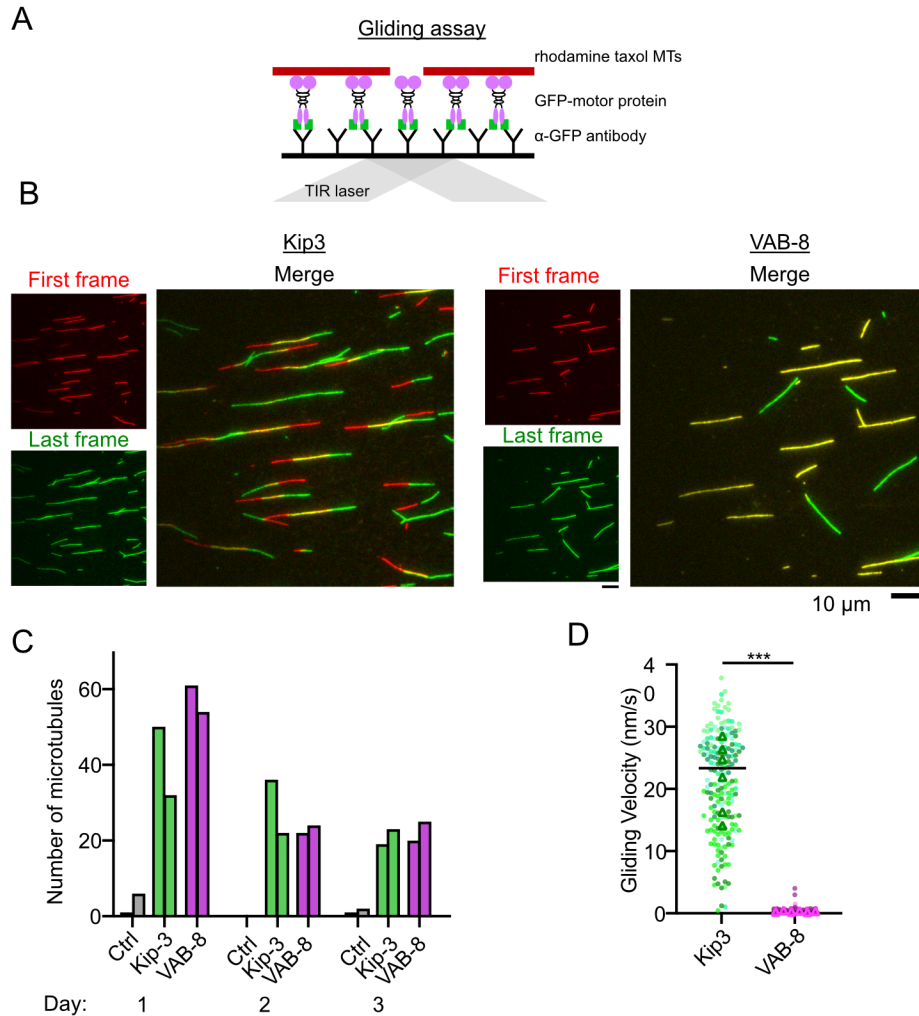 A
Gliding assay
rhodamine taxol MTs
GFP-motor protein
α-GFP antibody
TIR laser
B
Kip3
VAB-8
First frame
Merge
First frame
Merge
Last frame
Last frame
10 µm
C
D
Number of microtubules
60
40
20
0
Ctrl
Kip-3
VAB-8
Ctrl
Kip-3
VAB-8
Ctrl
Kip-3
VAB-8
Day: 1 2 3
Gliding Velocity (nm/s)
***
4
0
30
20
10
0
Kip3
VAB-8